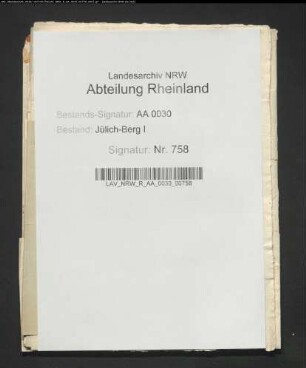 Landesarchiv NRW
Abteilung Rheinland
Bestands-Signatur: AA 0030
Bestand: Jülich-Berg I
Signatur: Nr. 758
LAV_NRW_R_AA_0030_00758